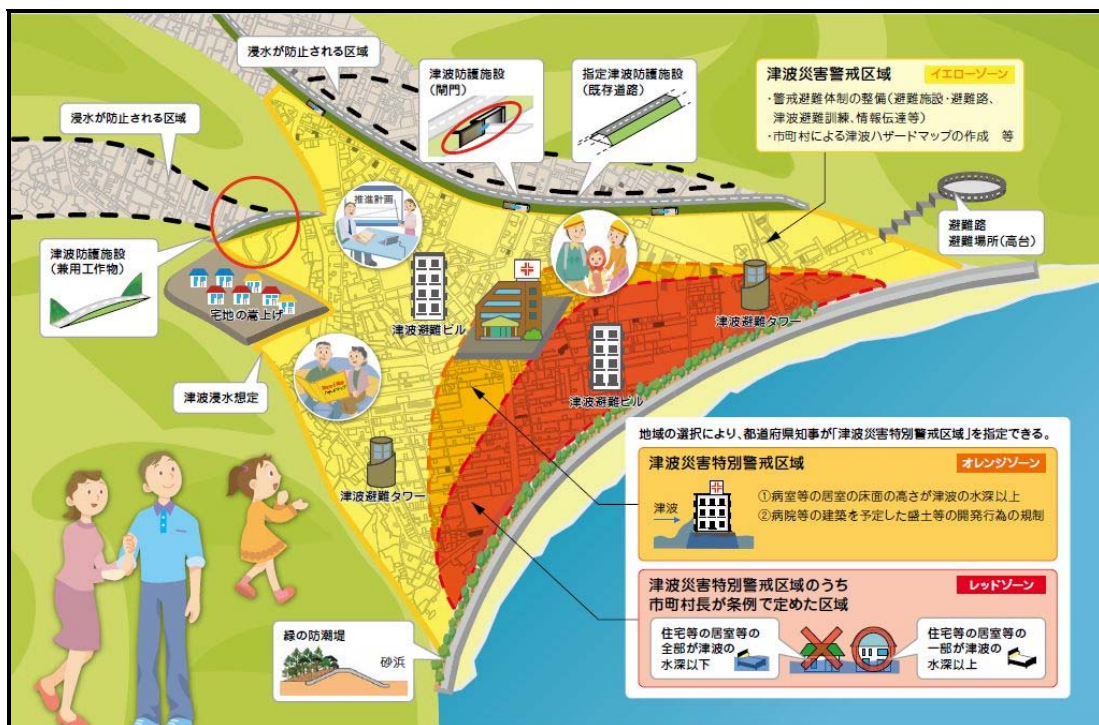 浸水が防止される区域
浸水が防止される区域
津波防護施設
(閘門)
指定津波防護施設
(既存道路)
津波災害警戒区域
イエローゾーン
・警戒避難体制の整備(避難施設・避難路、
津波避難訓練、情報伝達等)
・市町村による津波ハザードマップの作成 等
避難路
避難場所(高台)
推進計画
津波防護施設
(兼用工作物)
宅地の嵩上げ
津波避難ビル
津波避難タワー
津波避難ビル
津波浸水想定
津波避難タワー
緑の防潮堤
砂浜
地域の選択により、都道府県知事が「津波災害特別警戒区域」を指定できる。
津波災害特別警戒区域
オレンジゾーン
津波
①病室等の居室の床面の高さが津波の水深以上
②病院等の建築を予定した盛土等の開発行為の規制
津波災害特別警戒区域のうち
市町村長が条例で定めた区域
レッドゾーン
住宅等の居室等の
全部が津波の
水深以下
住宅等の居室等の
一部が津波の
水深以上